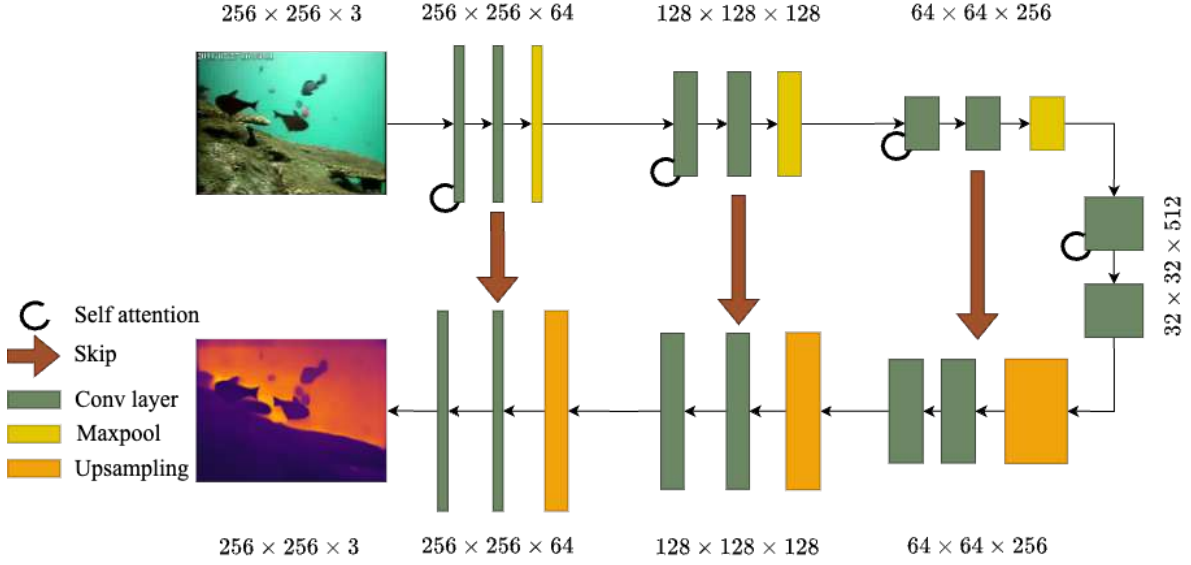 256 × 256 × 3
256 × 256 × 64
128 × 128 × 128
64 × 64 × 256
32 × 32 × 512
Self attention
Skip
Conv layer
Maxpool
Upsampling
256 × 256 × 3
256 × 256 × 64
128 × 128 × 128
64 × 64 × 256